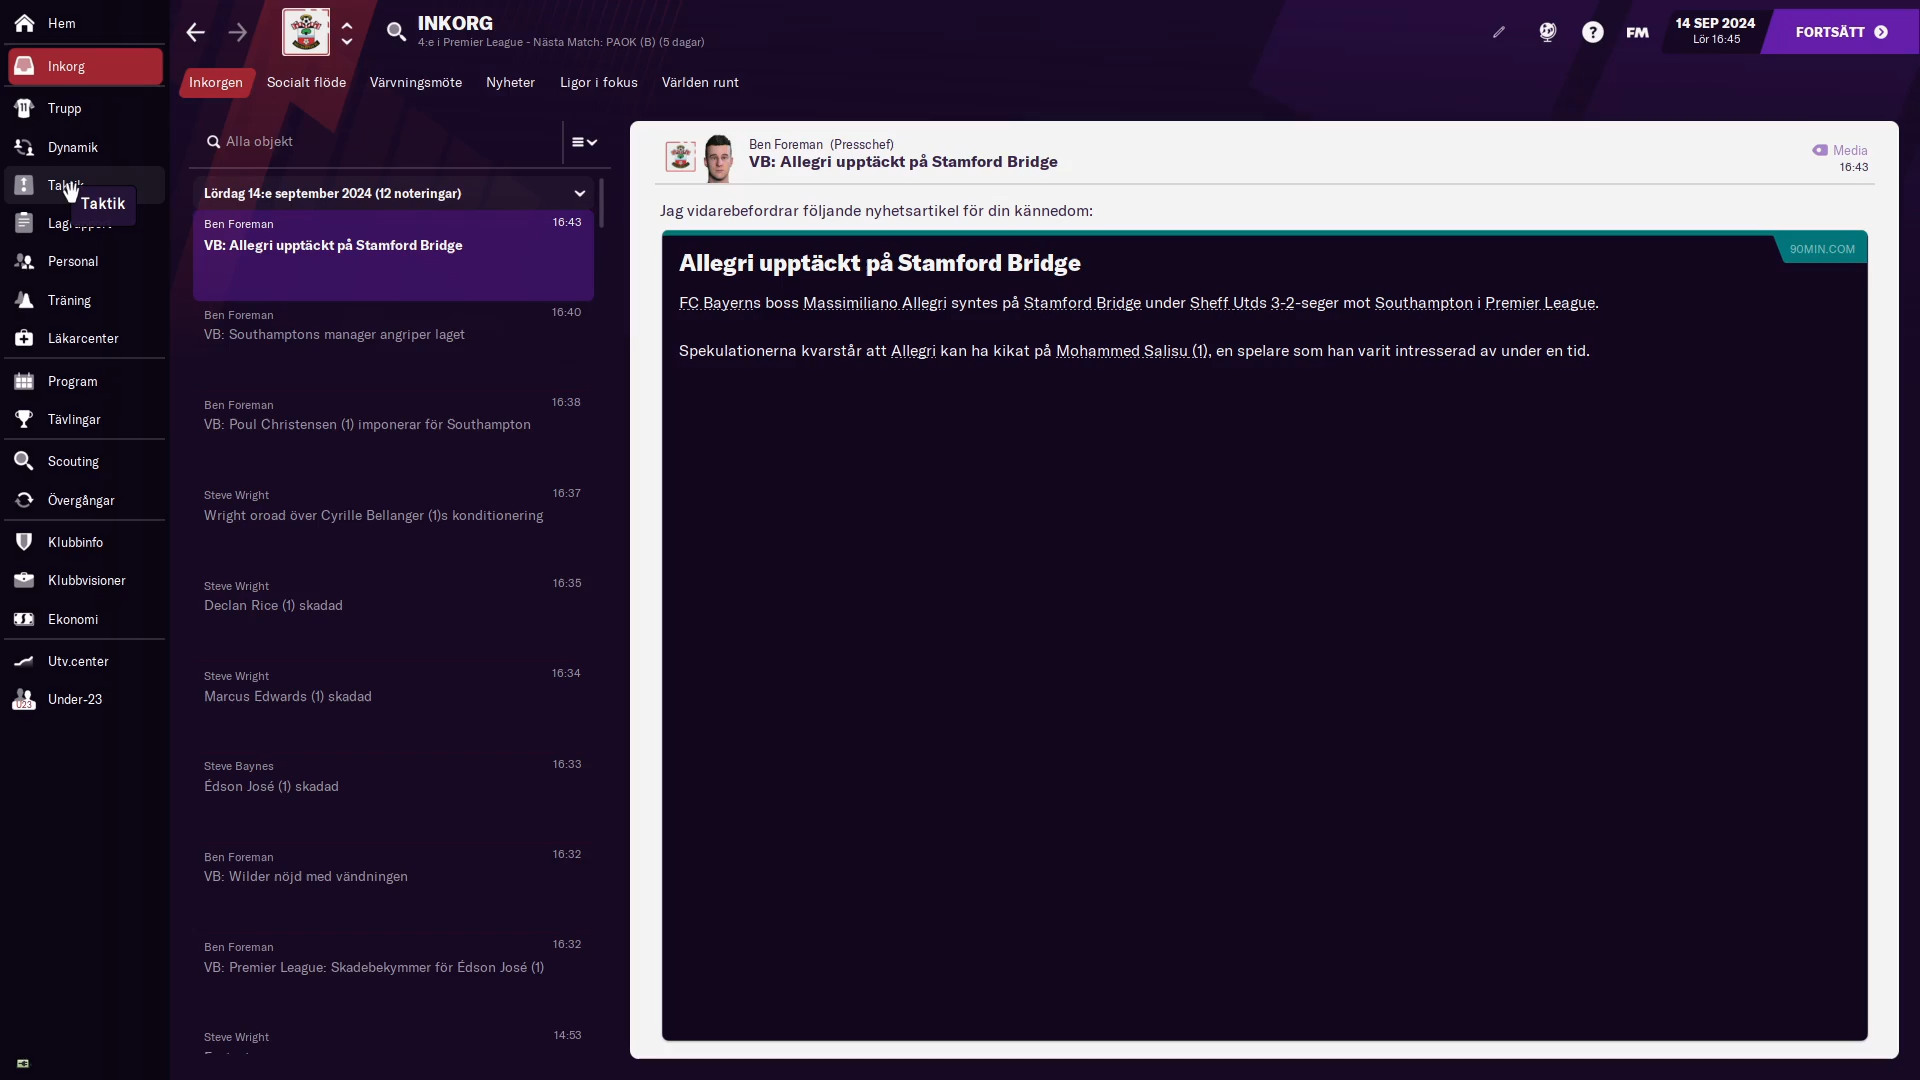 Hem
Inkorg
Trupp
Dynamik
Taktik
Personal
Träning
Läkarcenter
Program
Tävlingar
Scouting
Övergångar
Klubbinfo
Klubbvisioner
Ekonomi
Utv.center
U23
Under-23
INKORG
4:e i Premier League - Nästa Match: PAOK (B) (5 dagar)
?
FM
14 SEP 2024
Lör 16:45
FORTSÄTT
Inkorgen
Socialt flöde
Värvningsmöte
Nyheter
Ligor i fokus
Världen runt
Alla objekt
Lördag 14:e september 2024 (12 noteringar)
Ben Foreman 16:43
VB: Allegri upptäckt på Stamford Bridge
Ben Foreman 16:40
VB: Southamptons manager angriper laget
Ben Foreman 16:38
VB: Poul Christensen (1) imponerar för Southampton
Steve Wright 16:37
Wright oroad över Cyrille Bellanger (1)s konditionering
Steve Wright 16:35
Declan Rice (1) skadad
Steve Wright 16:34
Marcus Edwards (1) skadad
Steve Baynes 16:33
Édson José (1) skadad
Ben Foreman 16:32
VB: Wilder nöjd med vändningen
Ben Foreman 16:32
VB: Premier League: Skadebekymmer för Édson José (1)
Steve Wright 14:53
Ben Foreman (Presschef)
VB: Allegri upptäckt på Stamford Bridge
Media
16:43
Jag vidarebefordrar följande nyhetsartikel för din kännedom:
90MIN.COM
Allegri upptäckt på Stamford Bridge
FC Bayerns boss Massimiliano Allegri syntes på Stamford Bridge under Sheff Utds 3-2-seger mot Southampton i Premier League.
Spekulationerna kvarstår att Allegri kan ha kikat på Mohammed Salisu (1), en spelare som han varit intresserad av under en tid.